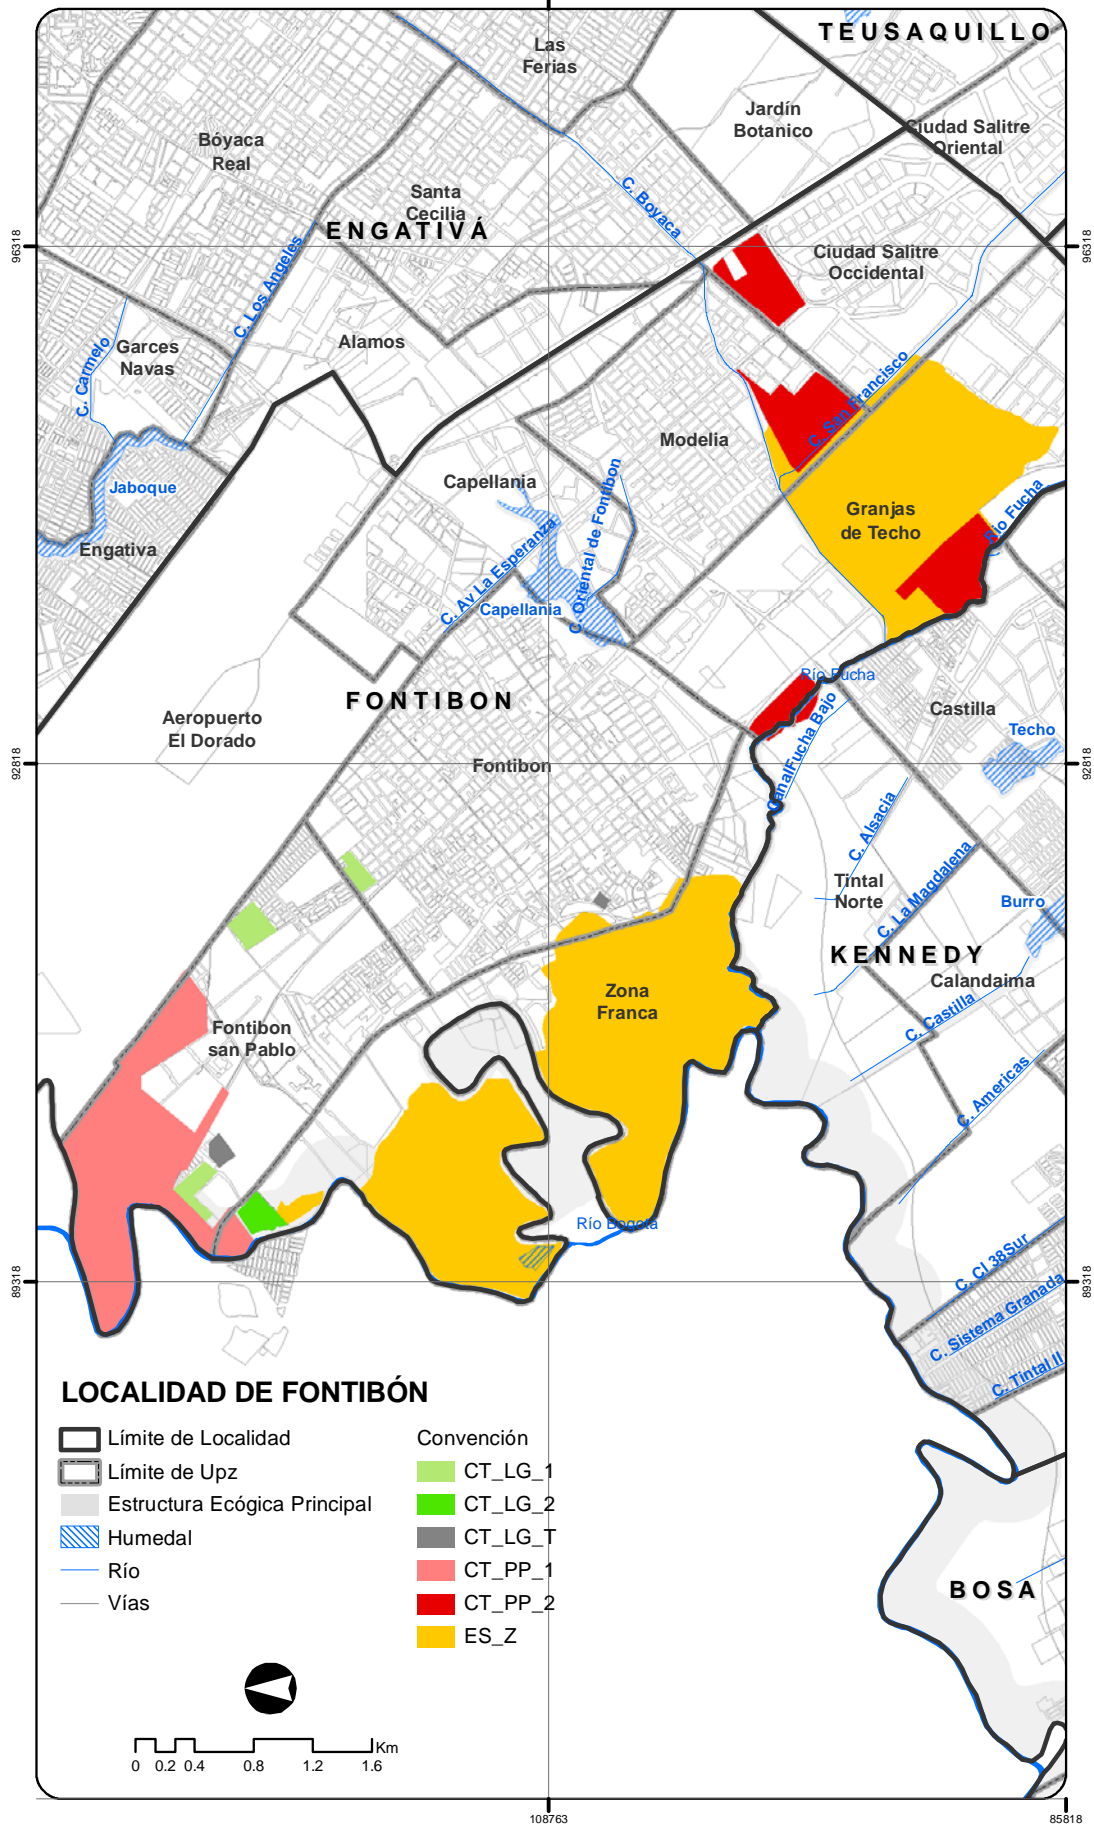 TEUSAQUILLO
Las
Ferias
Jardín
Botanico
Ciudad Salitre
Oriental
Bóyaca
Real
Santa
Cecilia
C. Boyaca
ENGATIVÁ
96318
96318
Ciudad Salitre
Occidental
C. Los Angeles
Alamos
Garces
Navas
C. Carmelo
C. San Francisco
Modelia
Capellania
Jaboque
Engativa
C. Av La Esperanza
C. Oriental de Fontibon
Capellania
Granjas
de Techo
Río Fucha
Río Fucha
FONTIBON
Aeropuerto
El Dorado
Castilla
Techo
CanalFucha Bajo
Fontibon
92818
92818
C. Alsacia
Tintal
Norte
C. La Magdalena
Burro
KENNEDY
Calandaima
Zona
Franca
C. Castilla
Fontibon
san Pablo
C. Americas
Río Bogotá
C. Cl 38Sur
89318
89318
C. Sistema Granada
C. Tintal II
LOCALIDAD DE FONTIBÓN
Límite de Localidad
Límite de Upz
Estructura Ecógica Principal
Humedal
Río
Vías
Convención
CT_LG_1
CT_LG_2
CT_LG_T
CT_PP_1
CT_PP_2
ES_Z
BOSA
Km
0 0.2 0.4 0.8 1.2 1.6
108763
85818